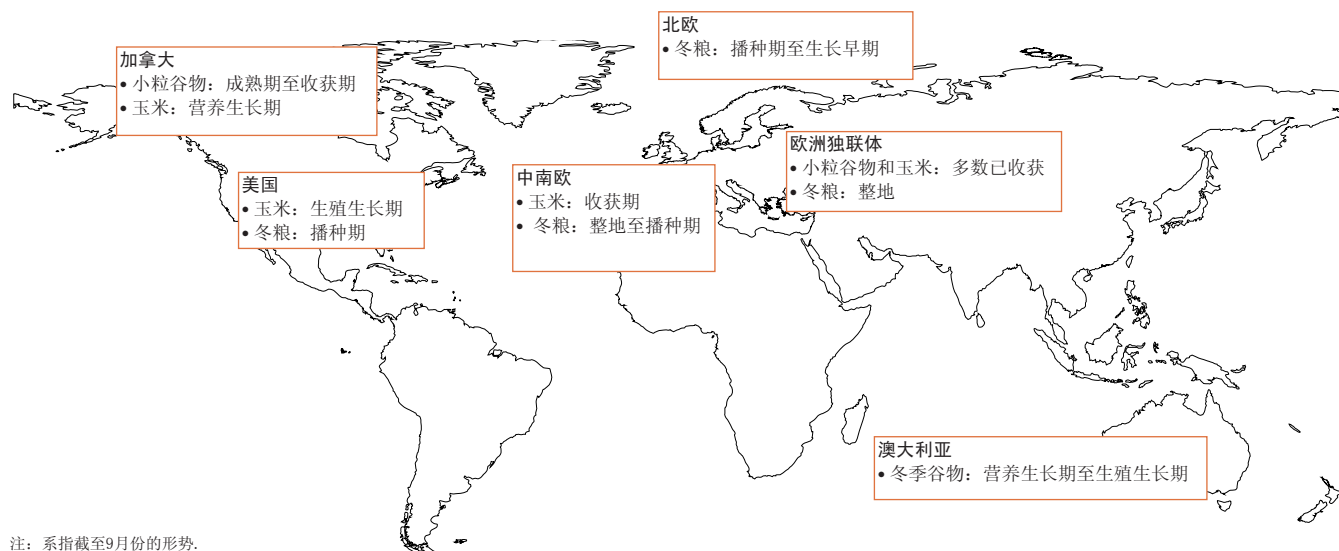 北欧
• 冬粮: 播种期至生长早期
加拿大
• 小粒谷物: 成熟期至收获期
• 玉米: 营养生长期
欧洲独联体
• 小粒谷物和玉米: 多数已收获
• 冬粮: 整地
中南欧
• 玉米: 收获期
• 冬粮: 整地至播种期
美国
• 玉米: 生殖生长期
• 冬粮: 播种期
澳大利亚
• 冬季谷物: 营养生长期至生殖生长期
注: 系指截至9月份的形势.